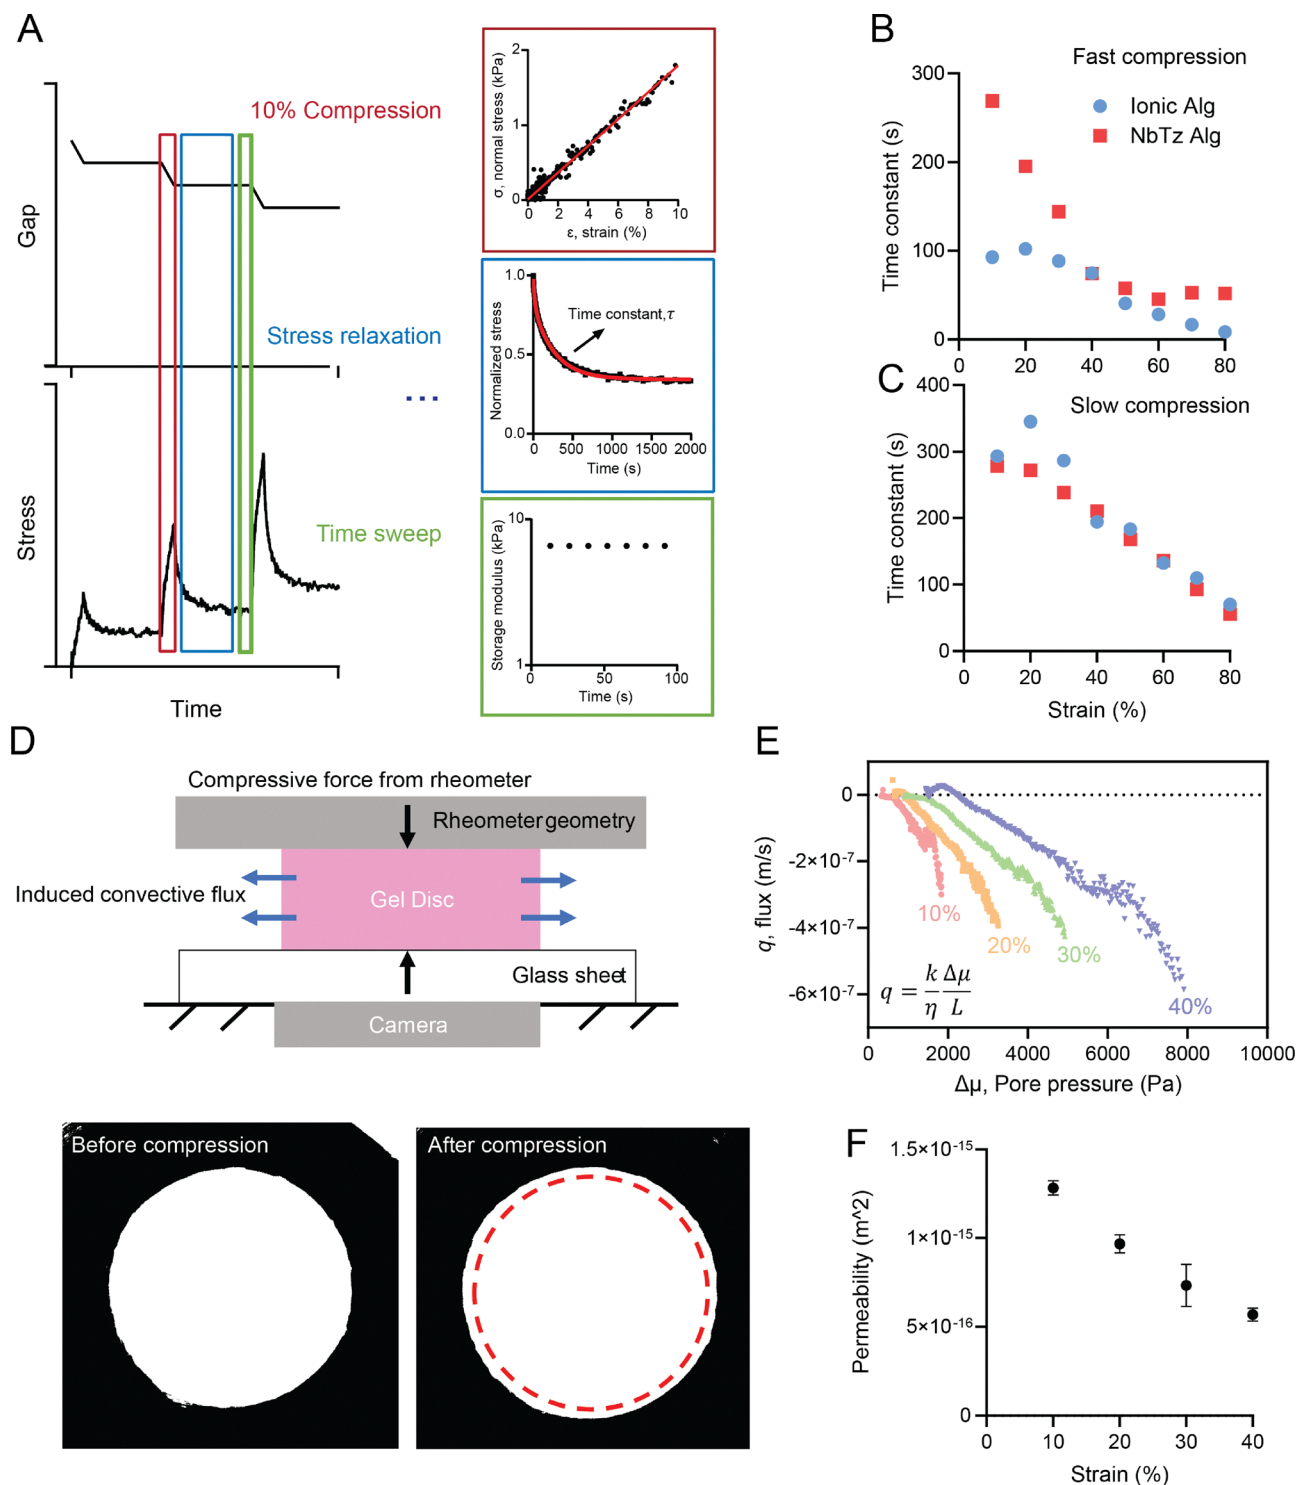 A
10% Compression
Stress relaxation
...
Time sweep
Gap
Stress
Time
σ, normal stress (kPa)
2
1
0
0 2 4 6 8 10
ε, strain (%)
Normalized stress
1.0
0.5
0.0
Time constant,τ
0 500 1000 1500 2000
Time (s)
Storage modulus (kPa)
10
1
0 50 100
Time (s)
B
Fast compression
Ionic Alg
NbTz Alg
Time constant (s)
300
200
100
0
0 20 40 60 80
C
Slow compression
Time constant (s)
400
300
200
100
0
0 20 40 60 80
Strain (%)
D
Compressive force from rheometer
Rheometer geometry
Induced convective flux
Gel Disc
Glass sheet
Camera
Before compression
After compression
E
q, flux (m/s)
0
-2×10⁻⁷
-4×10⁻⁷
-6×10⁻⁷
10%
20%
30%
40%
q = k/η Δμ/L
0 2000 4000 6000 8000 10000
Δμ, Pore pressure (Pa)
F
Permeability (m^2)
1.5×10⁻¹⁵
1×10⁻¹⁵
5×10⁻¹⁶
0
0 10 20 30 40
Strain (%)